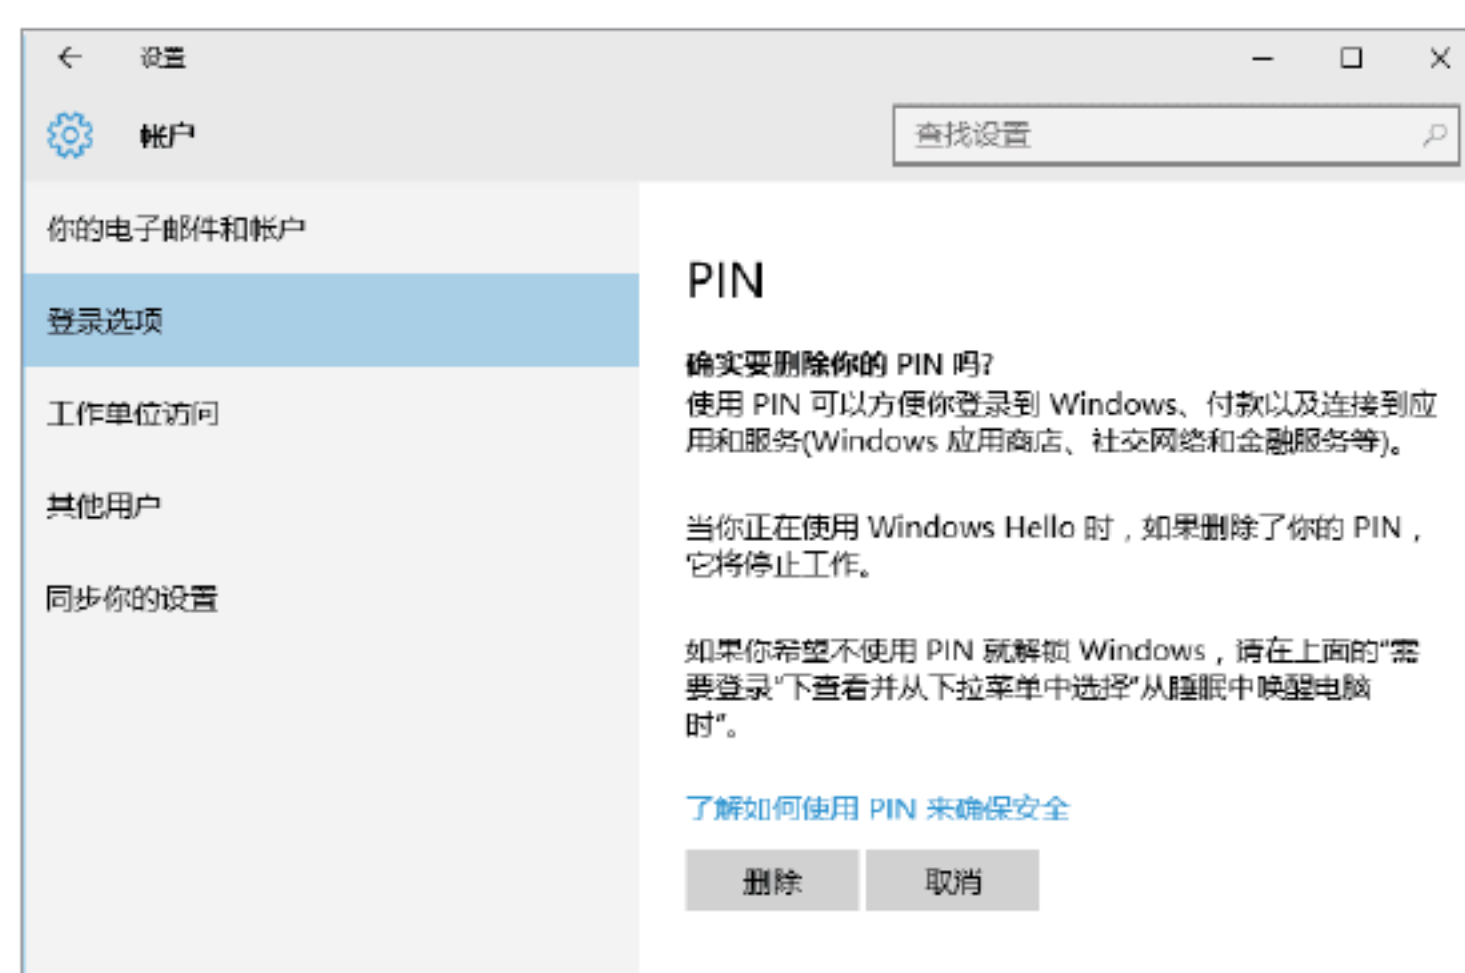 设置
帐户
查找设置
你的电子邮件和帐户
登录选项
工作单位访问
其他用户
同步你的设置
PIN
确实要删除你的 PIN 吗?
使用 PIN 可以方便你登录到 Windows、付款以及连接到应
用和服务(Windows 应用商店、社交网络和金融服务等)。
当你正在使用 Windows Hello 时，如果删除了你的 PIN，
它将停止工作。
如果你希望不使用 PIN 就解锁 Windows，请在上面的“需
要登录”下查看并从下拉菜单中选择“从睡眠中唤醒电脑
时”。
了解如何使用 PIN 来确保安全
删除
取消